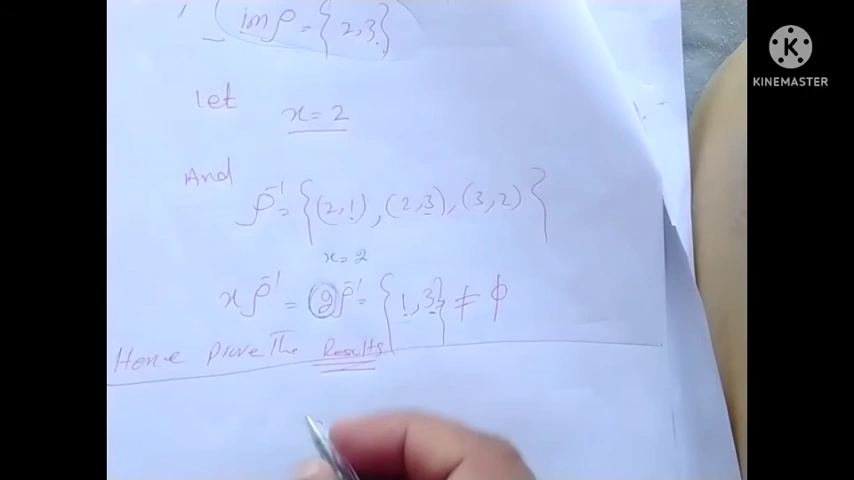 im ρ = {2,3}
K
KINEMASTER
let x = 2
And
ρ⁻¹ = {(2,1), (2,3), (3,2)}
x = 2
xρ⁻¹ = 2ρ⁻¹ = {1,3} ≠ ϕ
Hence prove The Results